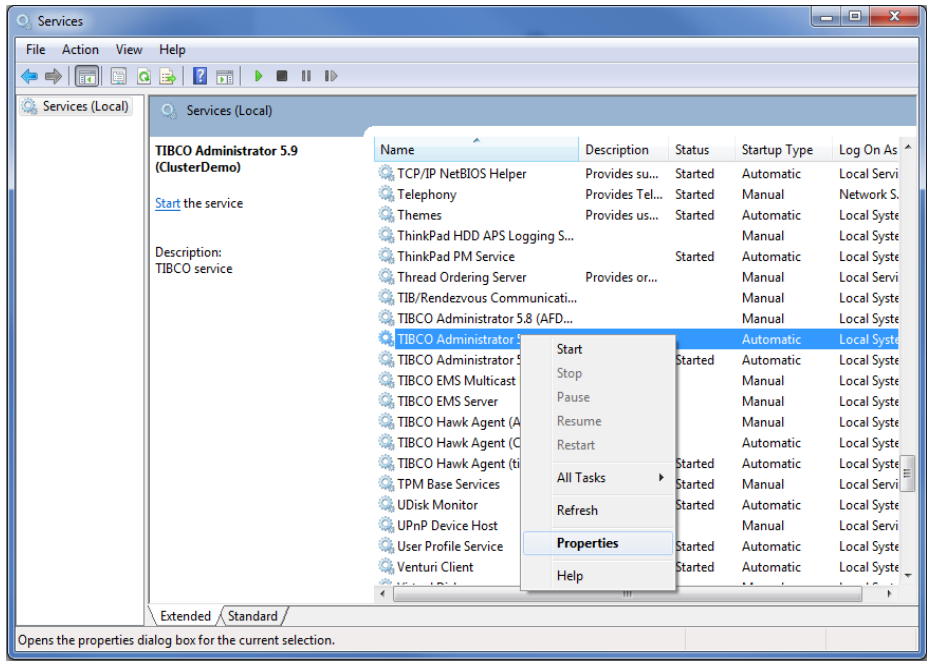 Services
File Action View Help
Services (Local)
Services (Local)
TIBCO Administrator 5.9
(ClusterDemo)
Start the service
Description:
TIBCO service
Name Description Status Startup Type Log On As
TCP/IP NetBIOS Helper Provides su... Started Automatic Local Servi
Telephony Provides Tel... Started Manual Network S.
Themes Provides us... Started Automatic Local Syste
ThinkPad HDD APS Logging S... Manual Local Syste
ThinkPad PM Service Started Automatic Local Syste
Thread Ordering Server Provides or... Manual Local Servi
TIB/Rendezvous Communicati... Manual Local Syste
TIBCO Administrator 5.8 (AFD... Manual Local Syste
TIBCO Administrator 5 Automatic Local Syste
TIBCO Administrator 5 Started Automatic Local Syste
TIBCO EMS Multicast Manual Local Syste
TIBCO EMS Server Manual Local Syste
TIBCO Hawk Agent (A Manual Local Syste
TIBCO Hawk Agent (C Automatic Local Syste
TIBCO Hawk Agent (ti Started Automatic Local Syste
TPM Base Services Started Manual Local Servi
UDisk Monitor Started Automatic Local Syste
UPnP Device Host Manual Local Servi
User Profile Service Started Automatic Local Syste
Venturi Client Started Automatic Local Syste
Start
Stop
Pause
Resume
Restart
All Tasks
Refresh
Properties
Help
Extended Standard
Opens the properties dialog box for the current selection.